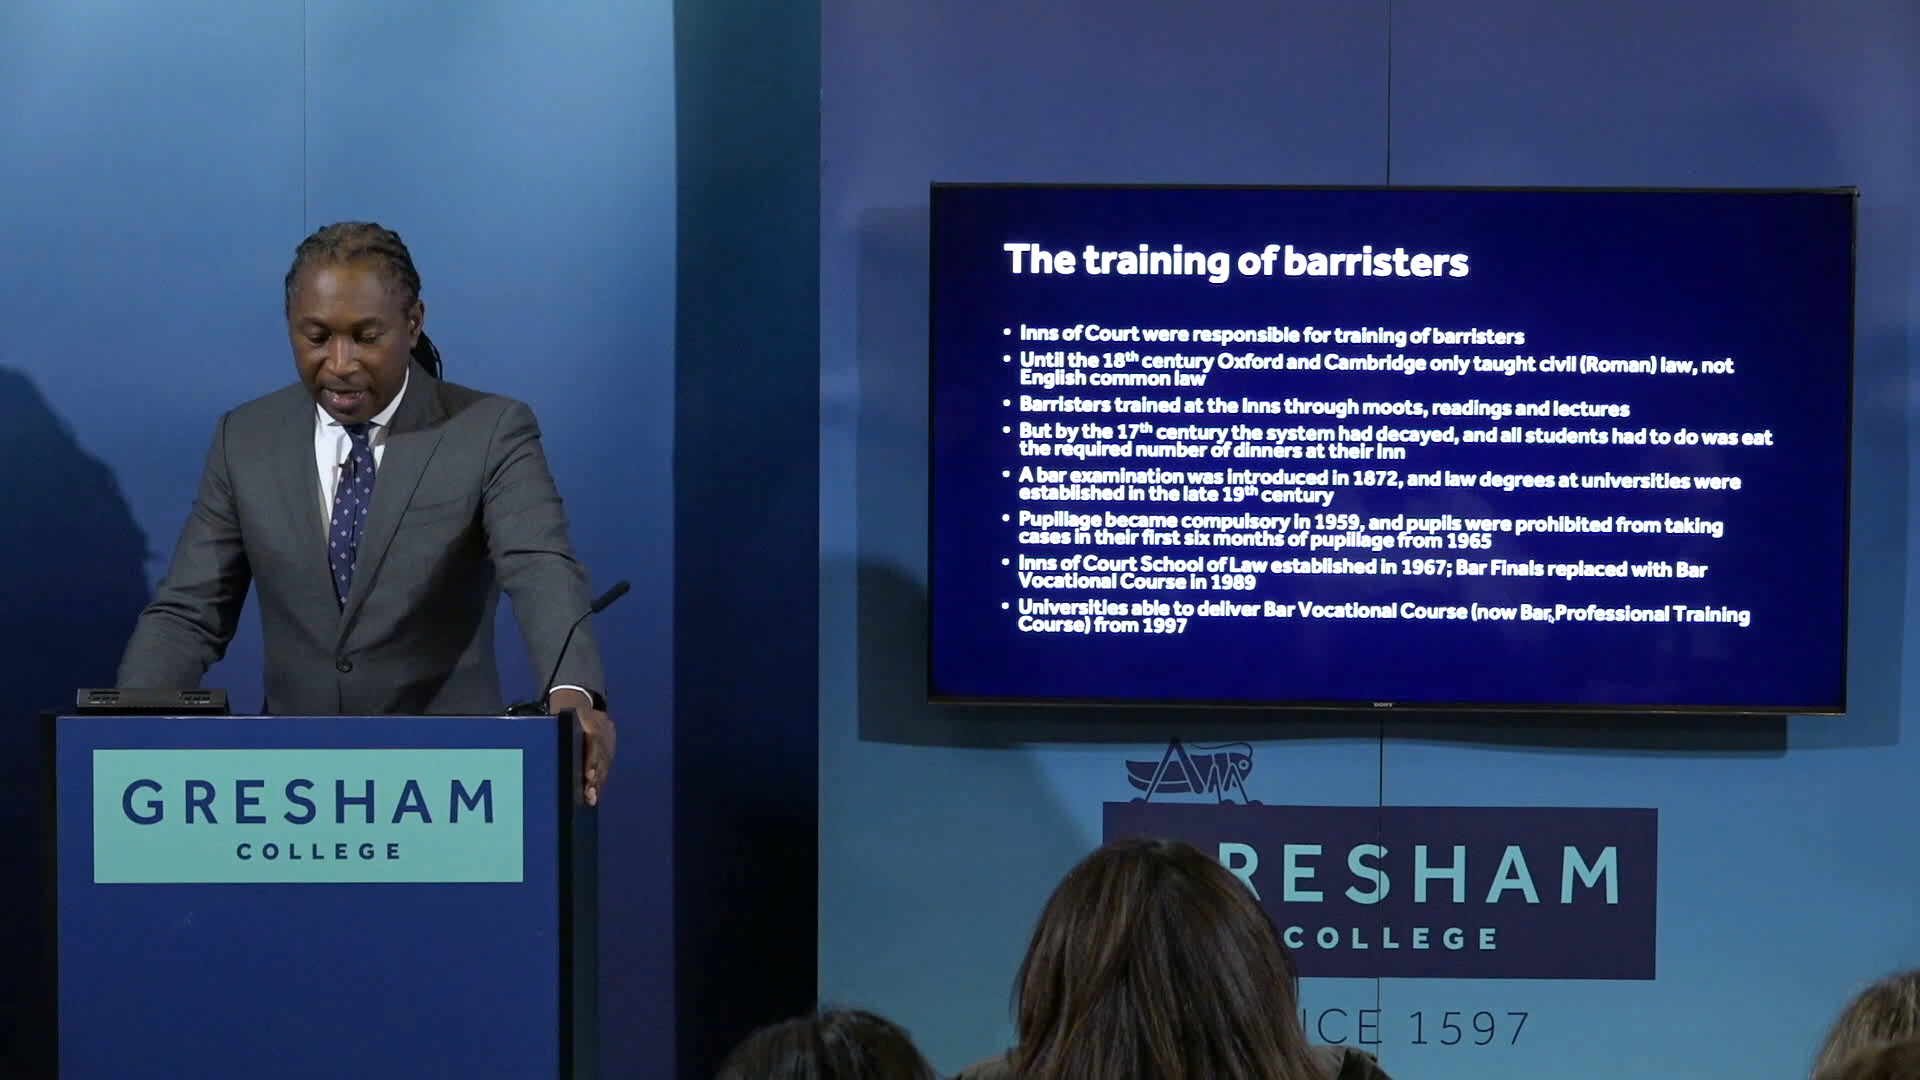 The training of barristers
• Inns of Court were responsible for training of barristers
• Until the 18th century Oxford and Cambridge only taught civil (Roman) law, not
English common law
• Barristers trained at the Inns through moots, readings and lectures
• But by the 17th century the system had decayed, and all students had to do was eat
the required number of dinners at their Inn
• A bar examination was introduced in 1872, and law degrees at universities were
established in the late 19th century
• Pupillage became compulsory in 1959, and pupils were prohibited from taking
cases in their first six months of pupillage from 1965
• Inns of Court School of Law established in 1967; Bar Finals replaced with Bar
Vocational Course in 1989
• Universities able to deliver Bar Vocational Course (now Bar Professional Training
Course) from 1997
SONY
GRESHAM
COLLEGE
RESHAM
COLLEGE
CE 1597